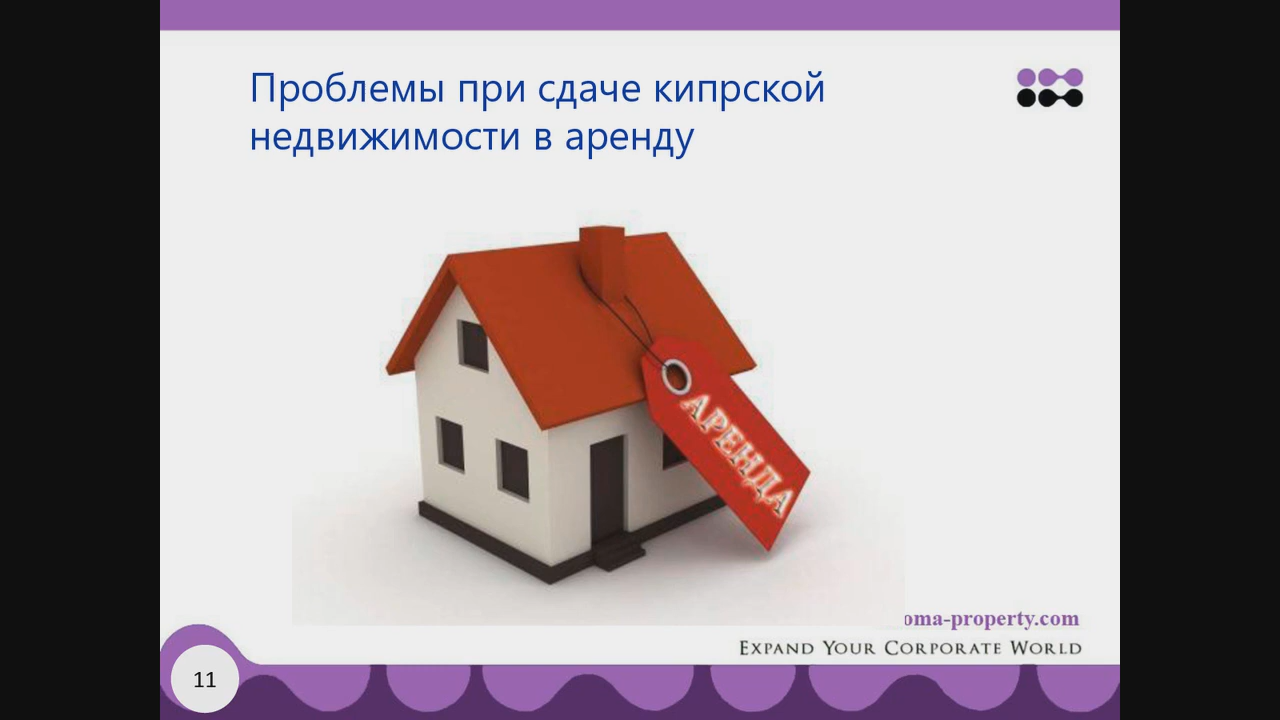 Проблемы при сдаче кипрской
недвижимости в аренду
АРЕНДА
oma-property.com
EXPAND YOUR CORPORATE WORLD
11